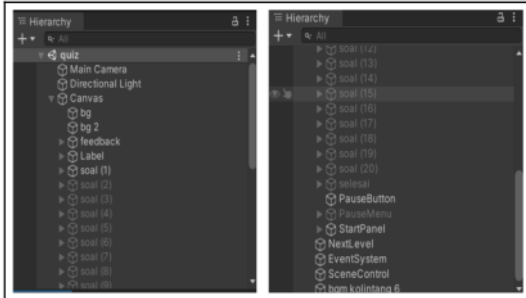 Hierarchy
All
quiz
Main Camera
Directional Light
Canvas
bg
bg 2
feedback
Label
soal (1)
soal (2)
soal (3)
soal (4)
soal (5)
soal (6)
soal (7)
soal (8)
soal (9)
Hierarchy
All
soal (12)
soal (13)
soal (14)
soal (15)
soal (16)
soal (17)
soal (18)
soal (19)
soal (20)
selesai
PauseButton
PauseMenu
StartPanel
NextLevel
EventSystem
SceneControl
bgm kolintang 6